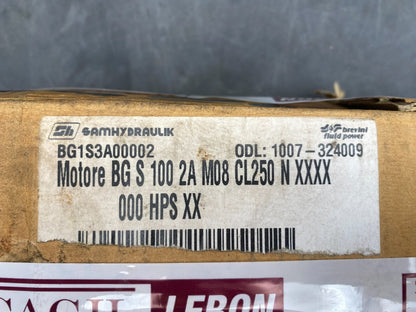 Sh SAMHYDRAULIK
brevini
fluid power
BG1S3A00002 ODL: 1007-324009
Motore BG S 100 2A M08 CL250 N XXXX
000 HPS XX
LEBON